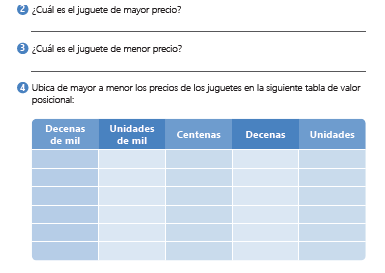 2 ¿Cuál es el juguete de mayor precio?
3 ¿Cuál es el juguete de menor precio?
4 Ubica de mayor a menor los precios de los juguetes en la siguiente tabla de valor
posicional:
Decenas de mil Unidades de mil Centenas Decenas Unidades